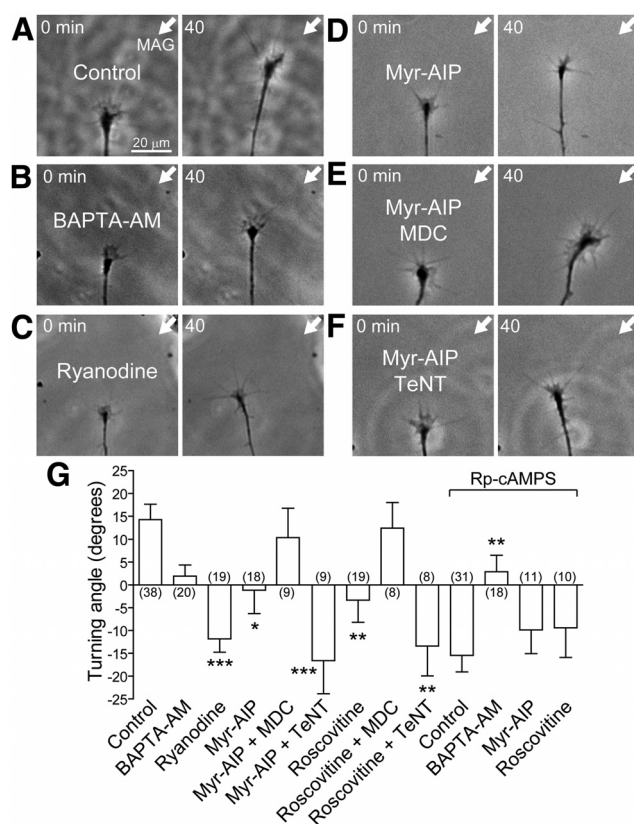 A
0 min
MAG
Control
20 μm
40
D
0 min
Myr-AIP
40
B
0 min
BAPTA-AM
40
E
0 min
Myr-AIP
MDC
40
C
0 min
Ryanodine
40
F
0 min
Myr-AIP
TeNT
40
G
Rp-cAMPS
Turning angle (degrees)
25
20
15
10
5
0
-5
-10
-15
-20
-25
(38)
(20)
(19)
(18)
(9)
(9)
(19)
(8)
(8)
(31)
(18)
(11)
(10)
***
*
***
**
**
**
Control
BAPTA-AM
Ryanodine
Myr-AIP
Myr-AIP + MDC
Myr-AIP + TeNT
Roscovitine
Roscovitine + MDC
Roscovitine + TeNT
Control
BAPTA-AM
Myr-AIP
Roscovitine